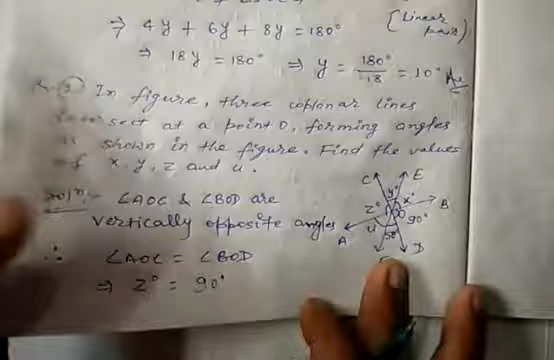 ⇒ 4y + 6y + 8y = 180° [Linear pair)
⇒ 18y = 180° ⇒ y = 180°/18 = 10° Ans
In figure, three coplanar lines
at a point O, forming angles
shown in the figure. Find the values
of x, y, z and u.
C E
y° x° B
z° O 90°
A u 50° D
Soln:- ∠AOC & ∠BOD are
vertically opposite angles
∴ ∠AOC = ∠BOD
⇒ z° = 90°